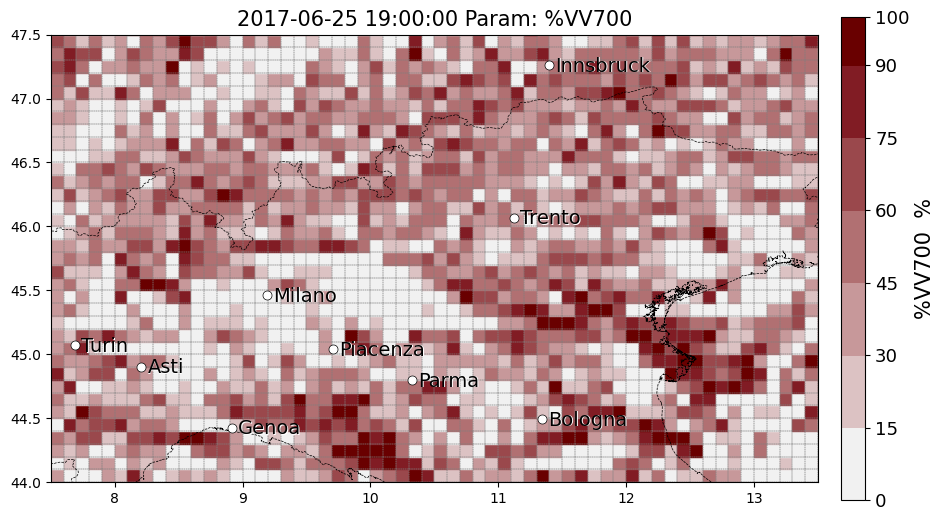 2017-06-25 19:00:00 Param: %VV700
47.5
47.0
46.5
46.0
45.5
45.0
44.5
44.0
8
9
10
11
12
13
Innsbruck
Trento
Milano
Turin
Asti
Piacenza
Parma
Genoa
Bologna
100
90
75
60
45
30
15
0
%VV700 %